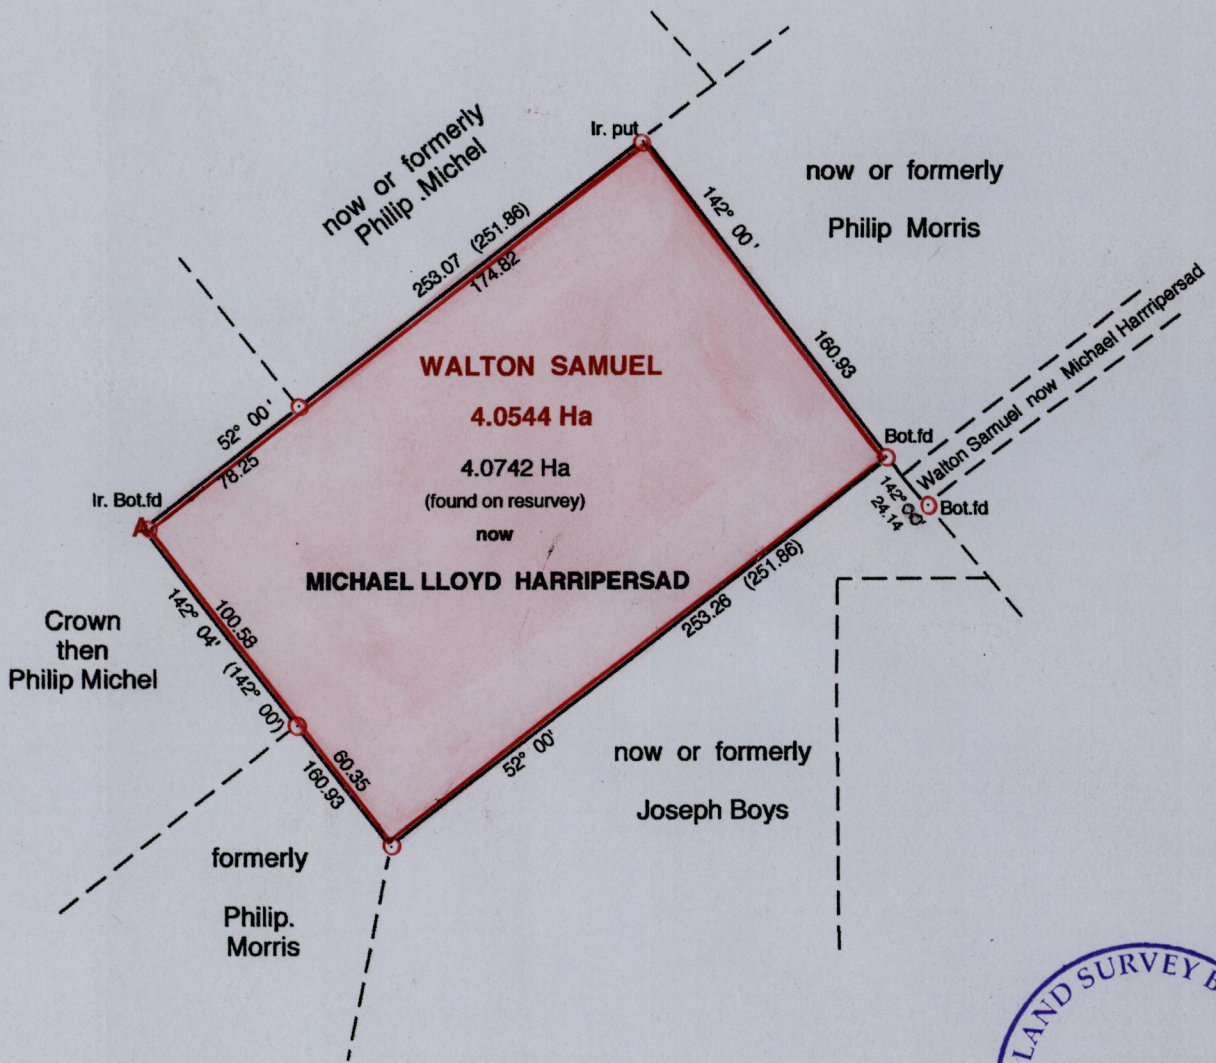 now or formerly
Philip .Michel
Ir. put
now or formerly
Philip Morris
142° 00'
253.07 (251.86)
174.82
160.93
Walton Samuel now Michael Harrripersad
WALTON SAMUEL
4.0544 Ha
4.0742 Ha
(found on resurvey)
now
MICHAEL LLOYD HARRIPERSAD
52° 00'
78.25
Ir. Bot.fd
A
Bot.fd
142° 00'
24.14
Bot.fd
253.26 (251.86)
52° 00'
100.58
142° 04' (142° 00')
Crown
then
Philip Michel
60.35
160.93
now or formerly
Joseph Boys
formerly
Philip.
Morris
LAND SURVEY B